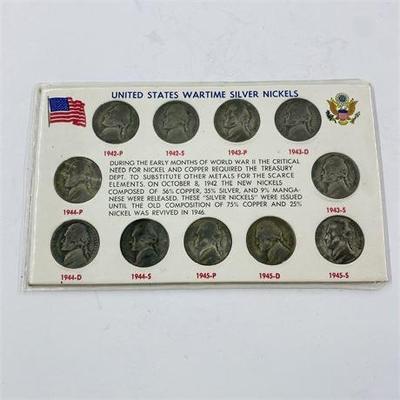 UNITED STATES WARTIME SILVER NICKELS
1942-P 1942-S 1943-P 1943-D
DURING THE EARLY MONTHS OF WORLD WAR II THE CRITICAL
NEED FOR NICKEL AND COPPER REQUIRED THE TREASURY
DEPT. TO SUBSTITUTE OTHER METALS FOR THE SCARCE
ELEMENTS, ON OCTOBER 8, 1942 THE NEW NICKELS
COMPOSED OF 56% COPPER, 35% SILVER, AND 9% MANGA-
NESE WERE RELEASED. THESE "SILVER NICKELS" WERE ISSUED
UNTIL THE OLD COMPOSITION OF 75% COPPER AND 25%
NICKEL WAS REVIVED IN 1946.
1944-P 1943-S
1944-D 1944-S 1945-P 1945-D 1945-S